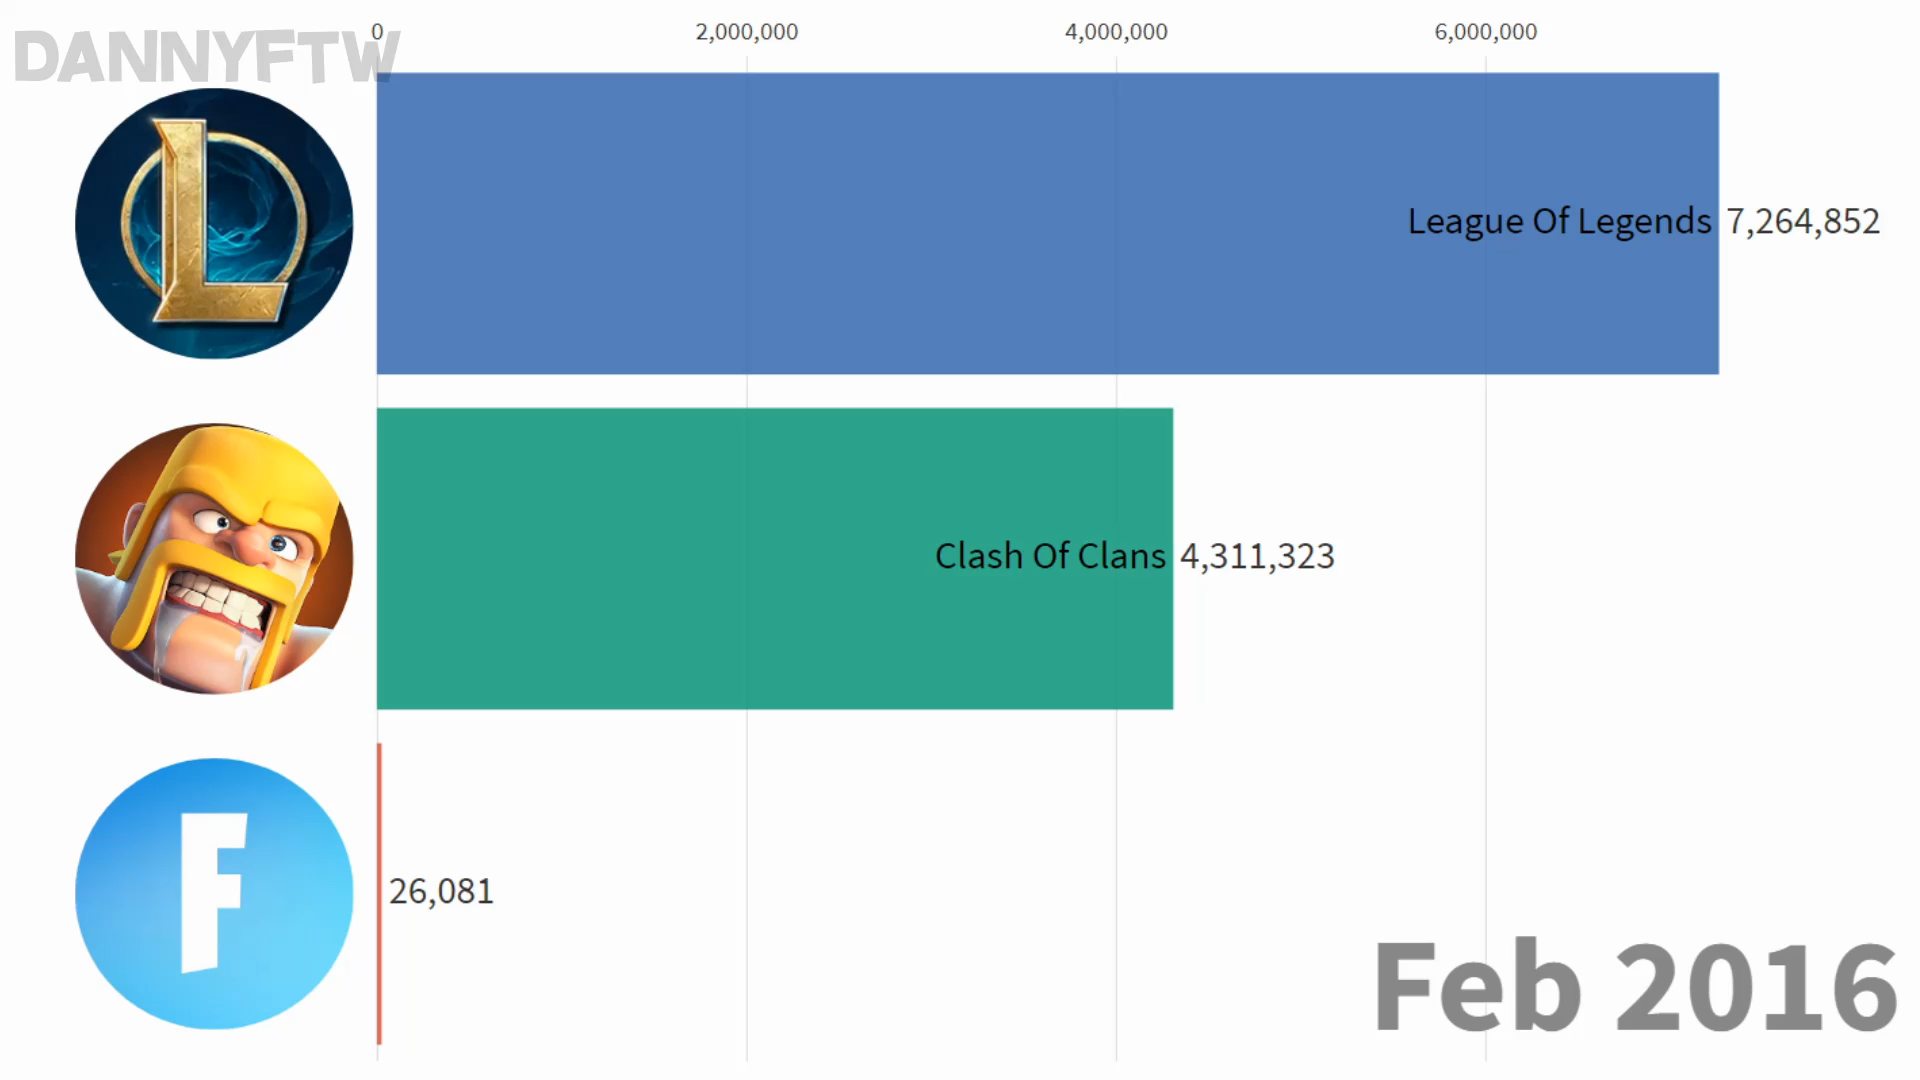 DANNYFTW
0 2,000,000 4,000,000 6,000,000
League Of Legends 7,264,852
Clash Of Clans 4,311,323
F
26,081
Feb 2016